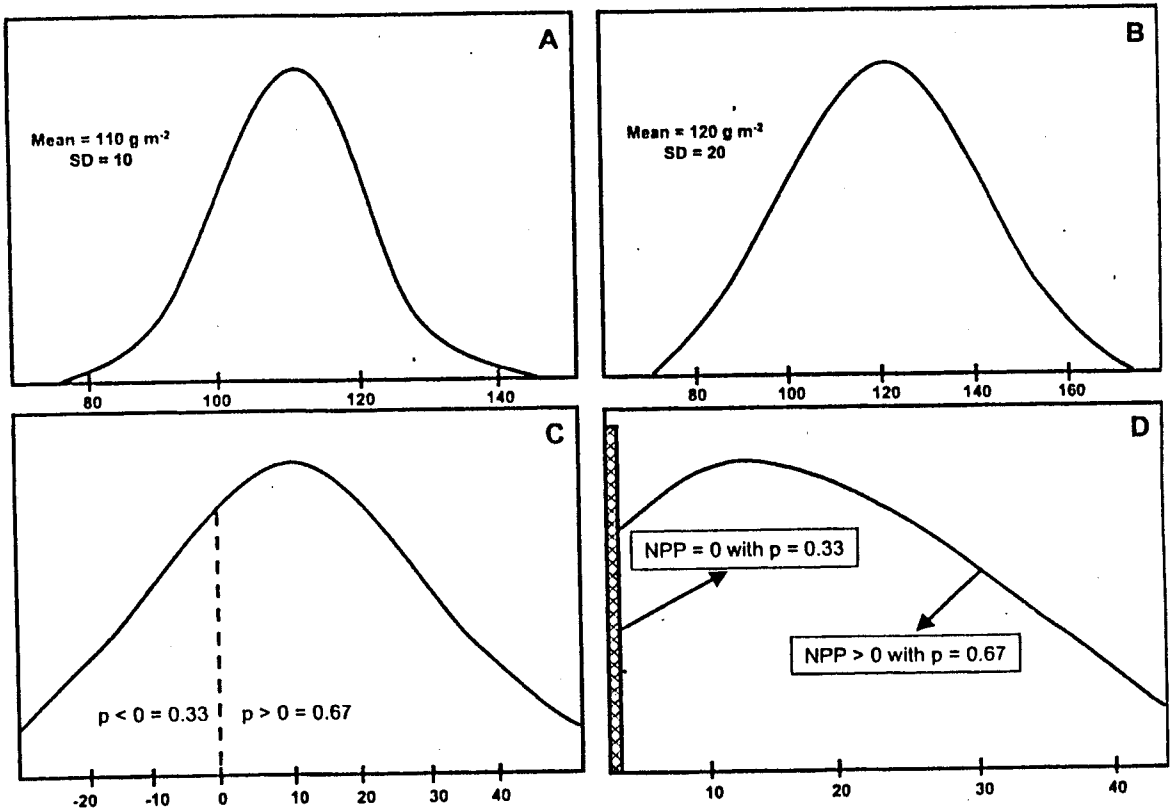 A
Mean = 110 g m-2
SD = 10
80 100 120 140
B
Mean = 120 g m-2
SD = 20
80 100 120 140 160
C
p < 0 = 0.33 p > 0 = 0.67
-20 -10 0 10 20 30 40
D
NPP = 0 with p = 0.33
NPP > 0 with p = 0.67
10 20 30 40